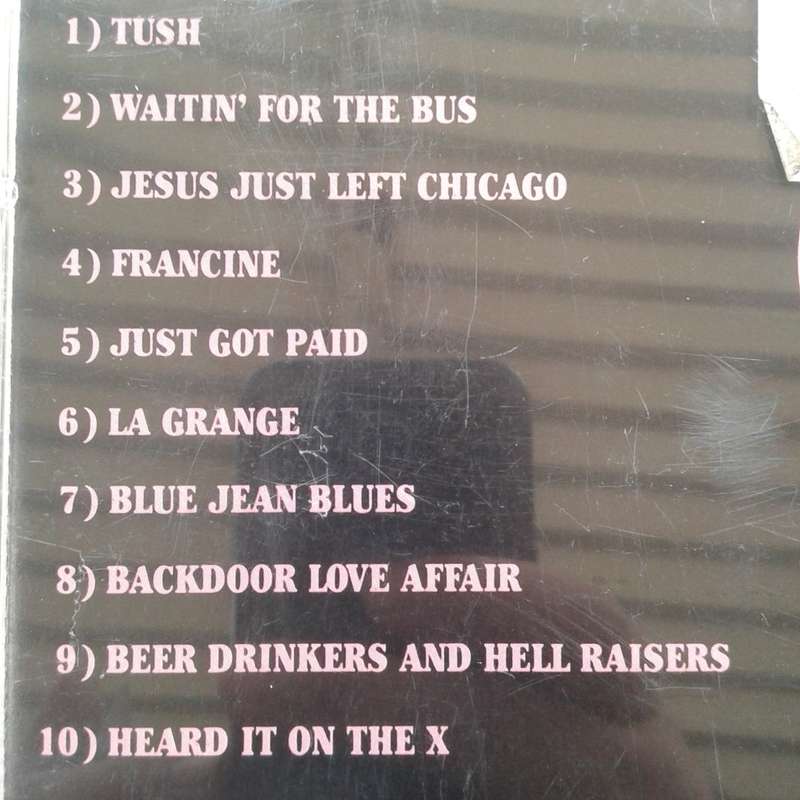 1) TUSH
2) WAITIN' FOR THE BUS
3) JESUS JUST LEFT CHICAGO
4) FRANCINE
5) JUST GOT PAID
6) LA GRANGE
7) BLUE JEAN BLUES
8) BACKDOOR LOVE AFFAIR
9) BEER DRINKERS AND HELL RAISERS
10) HEARD IT ON THE X